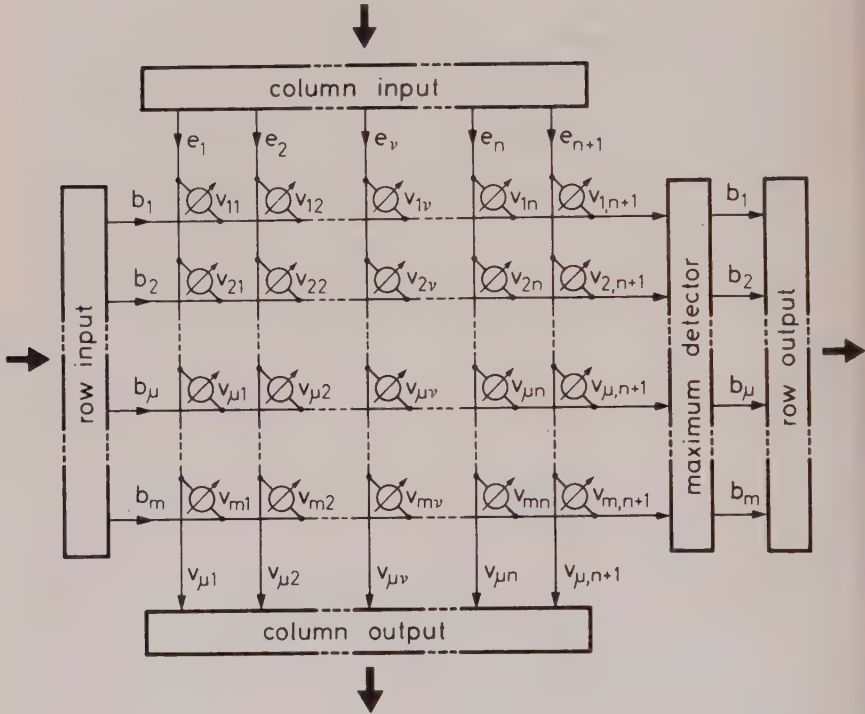 column input
e₁ e₂ eᵥ eₙ eₙ₊₁
row input
maximum detector
row output
b₁ v₁₁ v₁₂ v₁ν v₁n v₁,n+1 b₁
b₂ v₂₁ v₂₂ v₂ν v₂n v₂,n+1 b₂
bμ vμ1 vμ2 vμν vμn vμ,n+1 bμ
bm vm1 vm2 vmν vmn vm,n+1 bm
vμ1 vμ2 vμν vμn vμ,n+1
column output